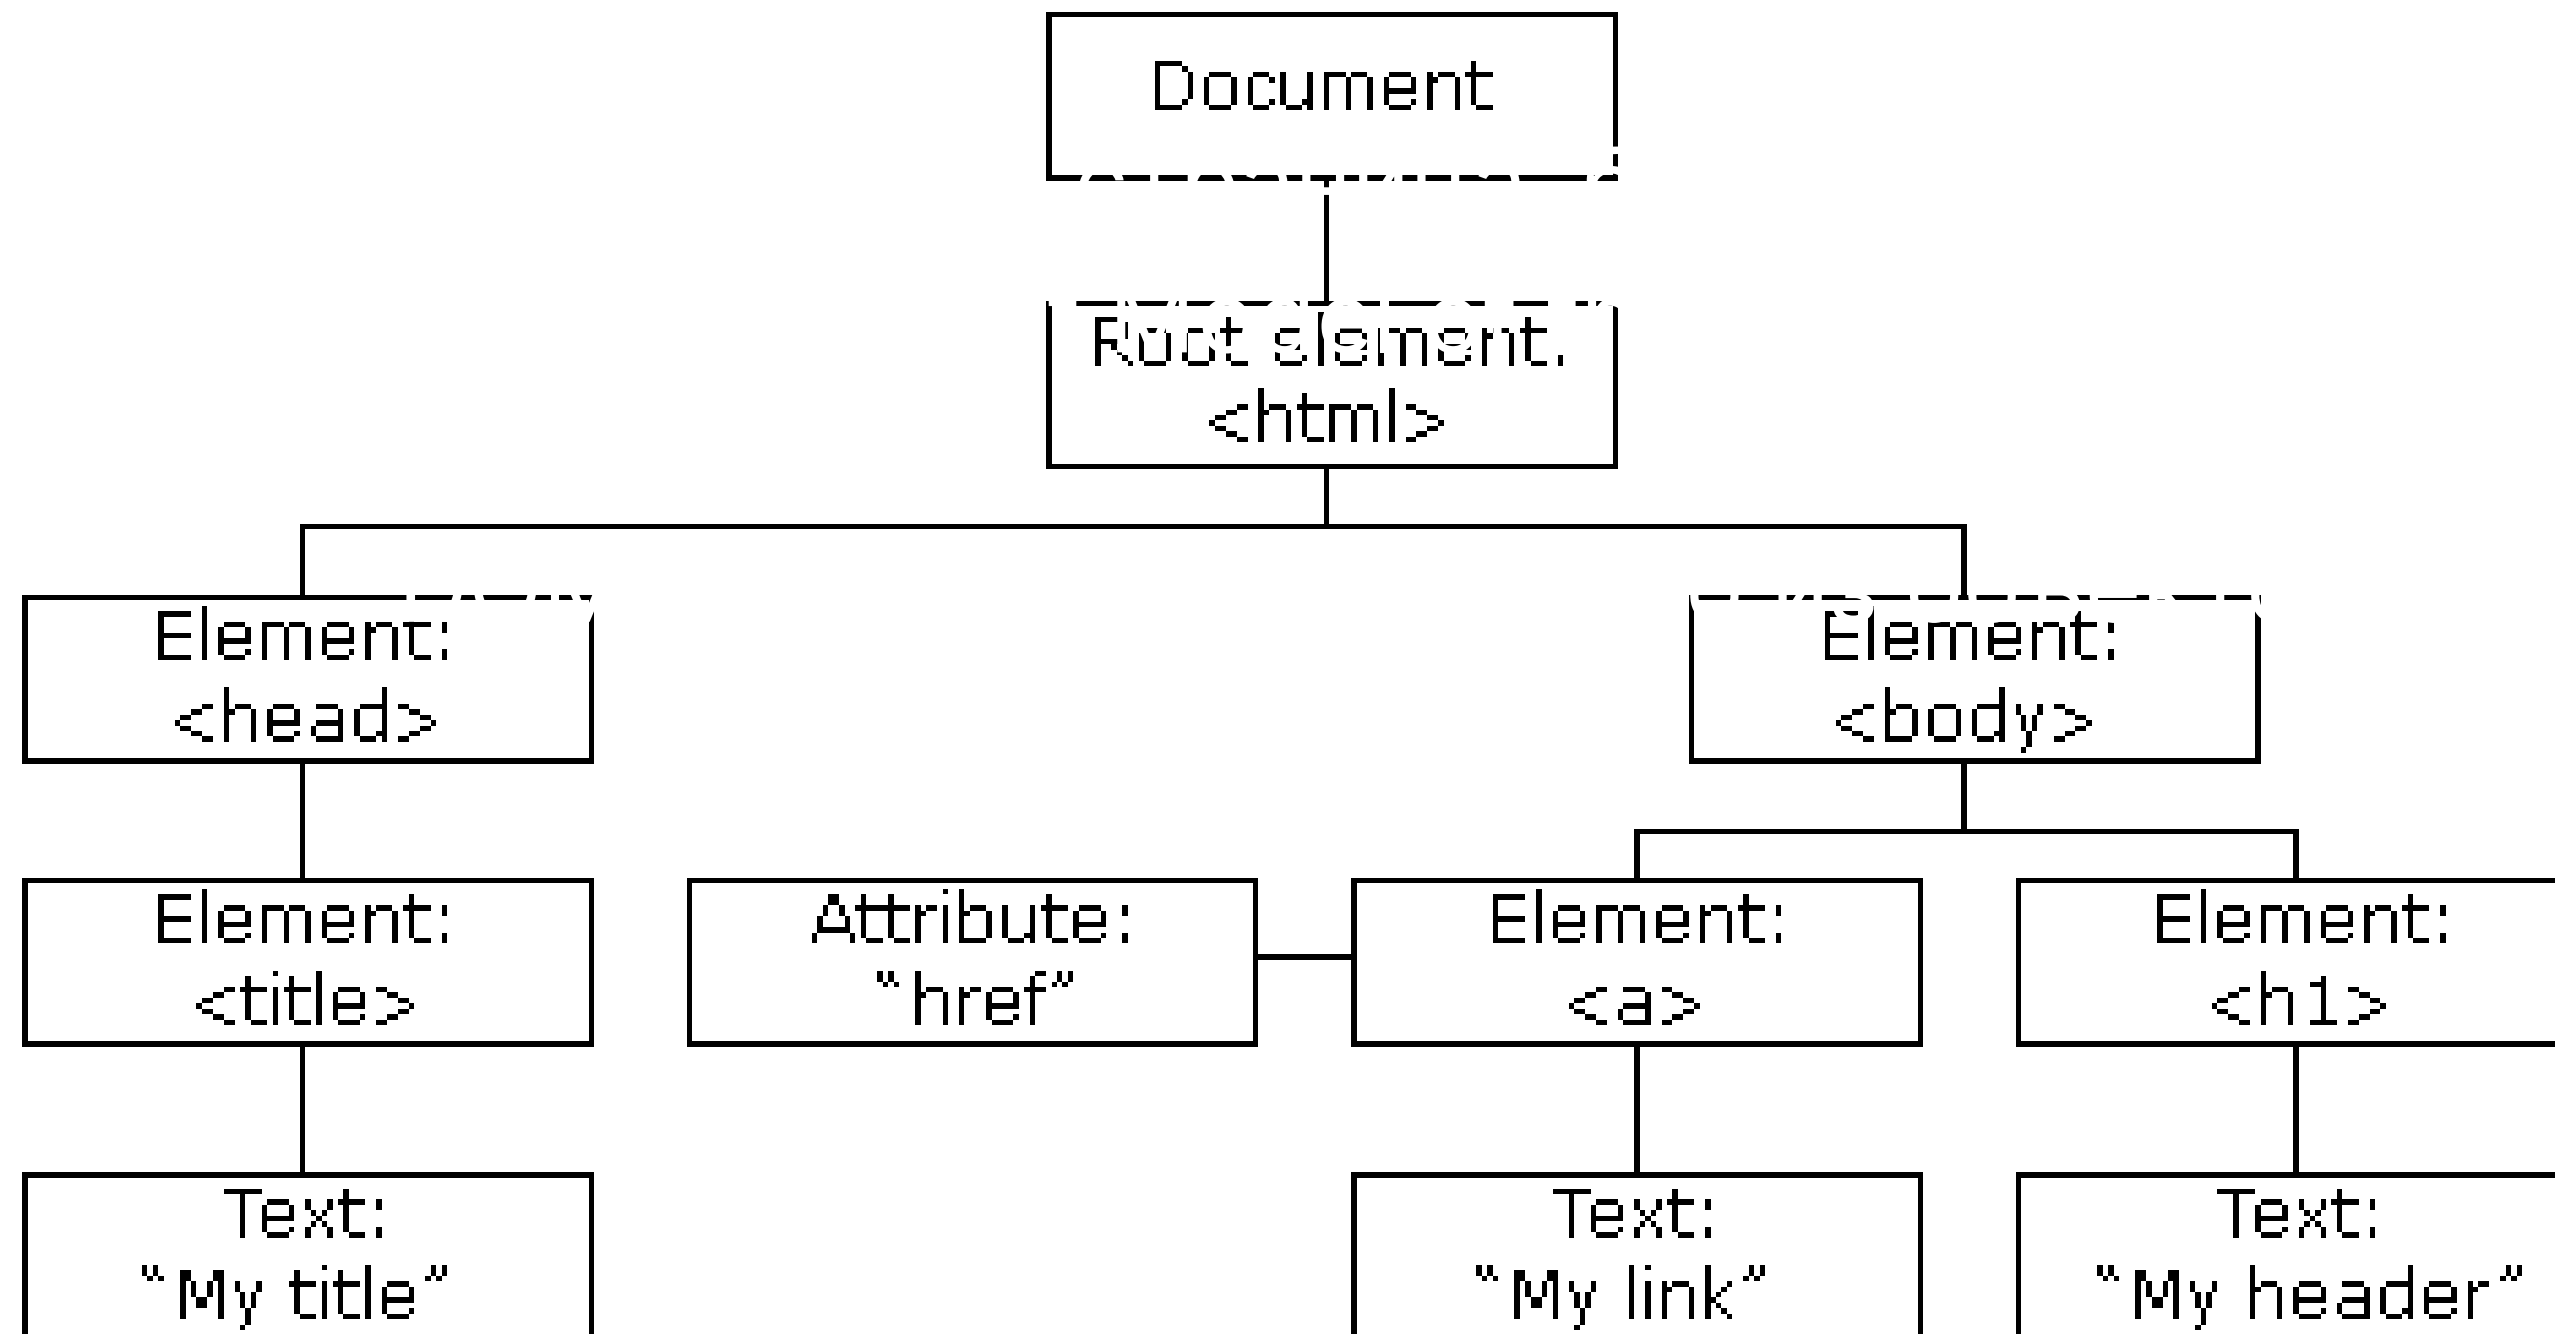 Document
Root element:
<html>
Element:
<head>
Element:
<body>
Element:
<title>
Attribute:
“href”
Element:
<a>
Element:
<h1>
Text:
“My title”
Text:
“My link”
Text:
“My header”